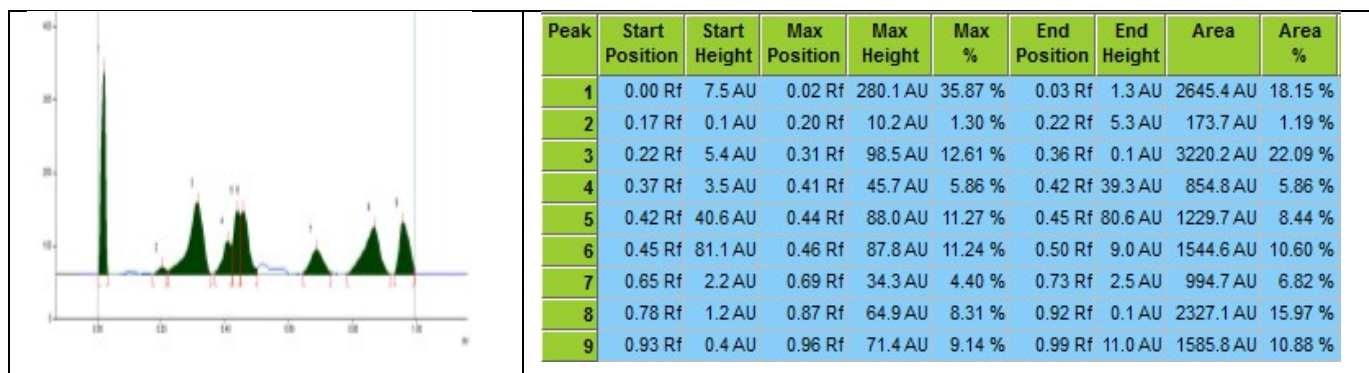 Peak Start Position Start Height Max Position Max Height Max % End Position End Height Area Area %
1 0.00 Rf 7.5 AU 0.02 Rf 280.1 AU 35.87 % 0.03 Rf 1.3 AU 2645.4 AU 18.15 %
2 0.17 Rf 0.1 AU 0.20 Rf 10.2 AU 1.30 % 0.22 Rf 5.3 AU 173.7 AU 1.19 %
3 0.22 Rf 5.4 AU 0.31 Rf 98.5 AU 12.61 % 0.36 Rf 0.1 AU 3220.2 AU 22.09 %
4 0.37 Rf 3.5 AU 0.41 Rf 45.7 AU 5.86 % 0.42 Rf 39.3 AU 854.8 AU 5.86 %
5 0.42 Rf 40.6 AU 0.44 Rf 88.0 AU 11.27 % 0.45 Rf 80.6 AU 1229.7 AU 8.44 %
6 0.45 Rf 81.1 AU 0.46 Rf 87.8 AU 11.24 % 0.50 Rf 9.0 AU 1544.6 AU 10.60 %
7 0.65 Rf 2.2 AU 0.69 Rf 34.3 AU 4.40 % 0.73 Rf 2.5 AU 994.7 AU 6.82 %
8 0.78 Rf 1.2 AU 0.87 Rf 64.9 AU 8.31 % 0.92 Rf 0.1 AU 2327.1 AU 15.97 %
9 0.93 Rf 0.4 AU 0.96 Rf 71.4 AU 9.14 % 0.99 Rf 11.0 AU 1585.8 AU 10.88 %